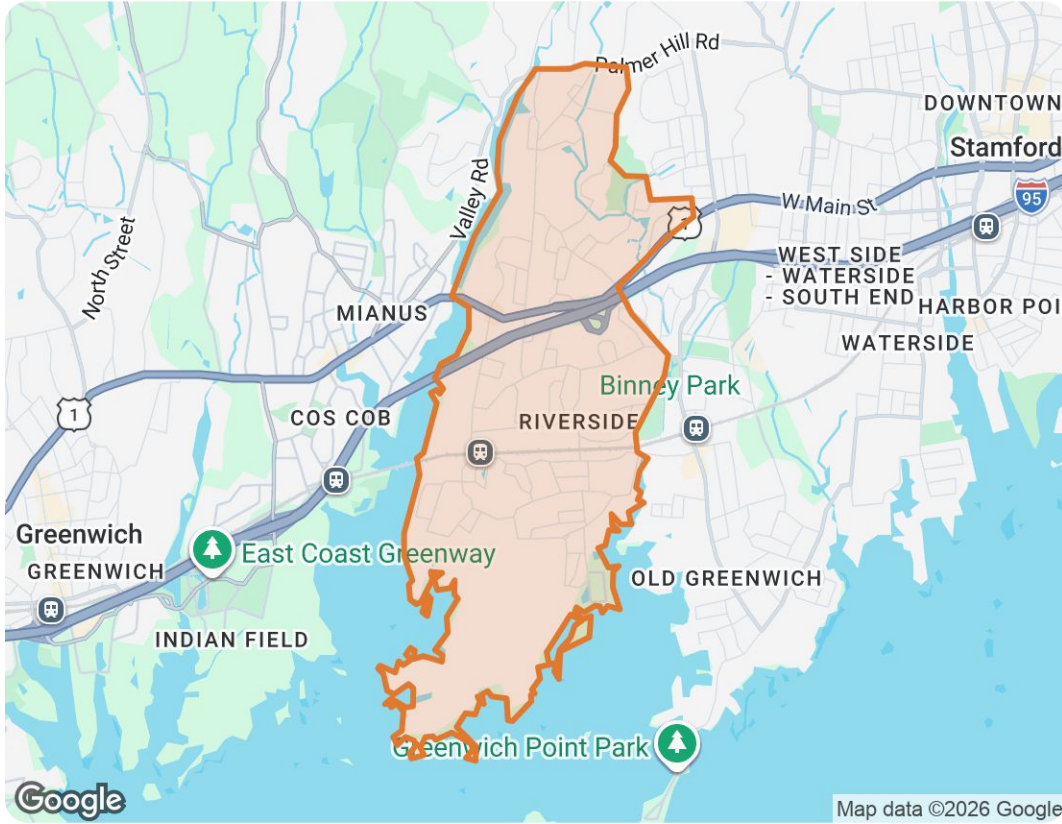 Palmer Hill Rd
DOWNTOWN
Stamford
95
Valley Rd
W Main St
1
North Street
WEST SIDE
- WATERSIDE
- SOUTH END
HARBOR POI
MIANUS
WATERSIDE
Binney Park
1
COS COB
RIVERSIDE
Greenwich
GREENWICH
East Coast Greenway
OLD GREENWICH
INDIAN FIELD
Greenwich Point Park
Google
Map data ©2026 Google